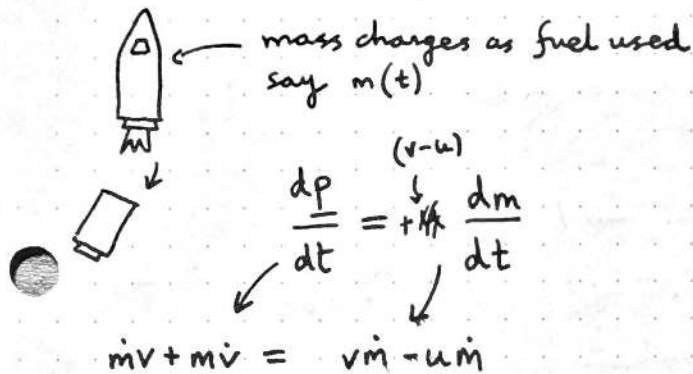 mass changes as fuel used
say m(t)
(v-u)
dp/dt = + dm/dt
ṁv + mv̇ = vṁ - uṁ